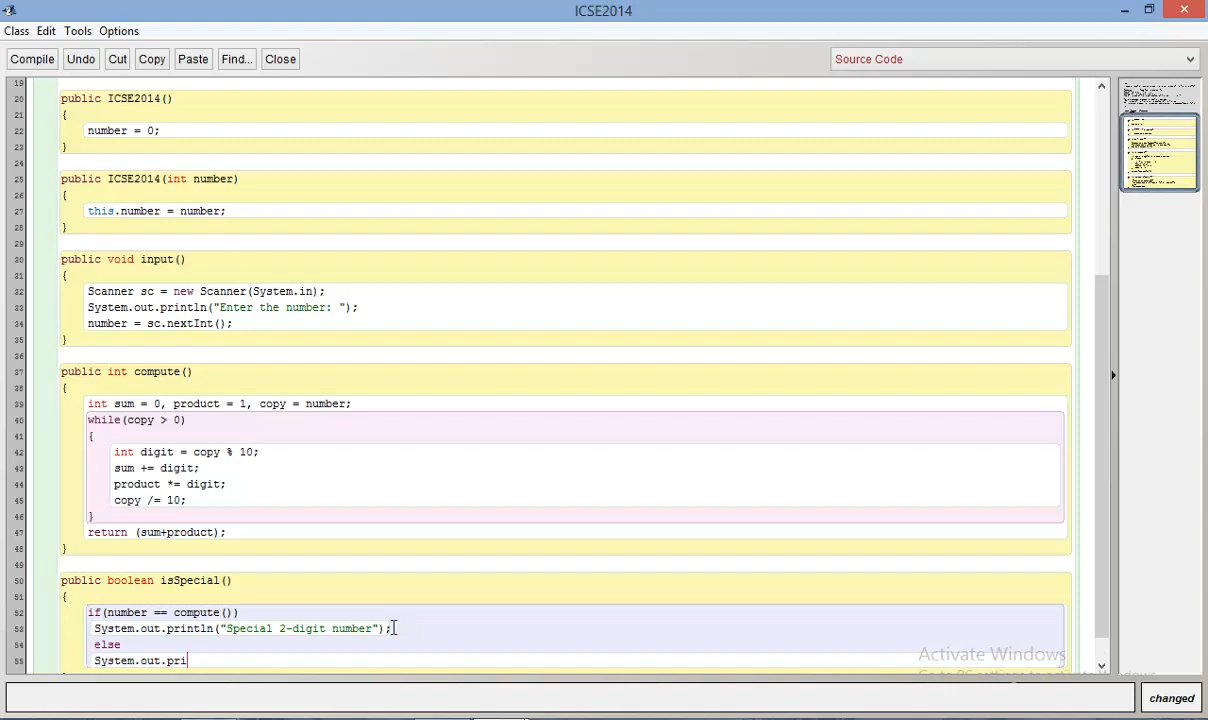 ICSE2014
Class Edit Tools Options
Compile Undo Cut Copy Paste Find... Close Source Code
19
20 public ICSE2014()
21 {
22 number = 0;
23 }
24
25 public ICSE2014(int number)
26 {
27 this.number = number;
28 }
29
30 public void input()
31 {
32 Scanner sc = new Scanner(System.in);
33 System.out.println("Enter the number: ");
34 number = sc.nextInt();
35 }
36
37 public int compute()
38 {
39 int sum = 0, product = 1, copy = number;
40 while(copy > 0)
41 {
42 int digit = copy % 10;
43 sum += digit;
44 product *= digit;
45 copy /= 10;
46 }
47 return (sum+product);
48 }
49
50 public boolean isSpecial()
51 {
52 if(number == compute())
53 System.out.println("Special 2-digit number");
54 else
55 System.out.pri
Activate Windows
changed